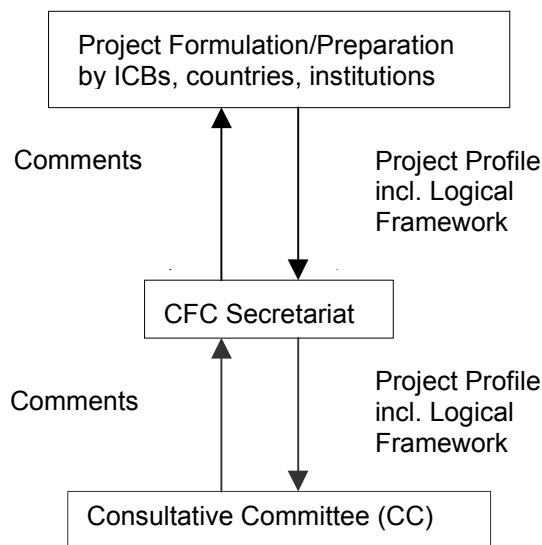 Project Formulation/Preparation
by ICBs, countries, institutions
Comments
Project Profile
incl. Logical
Framework
CFC Secretariat
Comments
Project Profile
incl. Logical
Framework
Consultative Committee (CC)